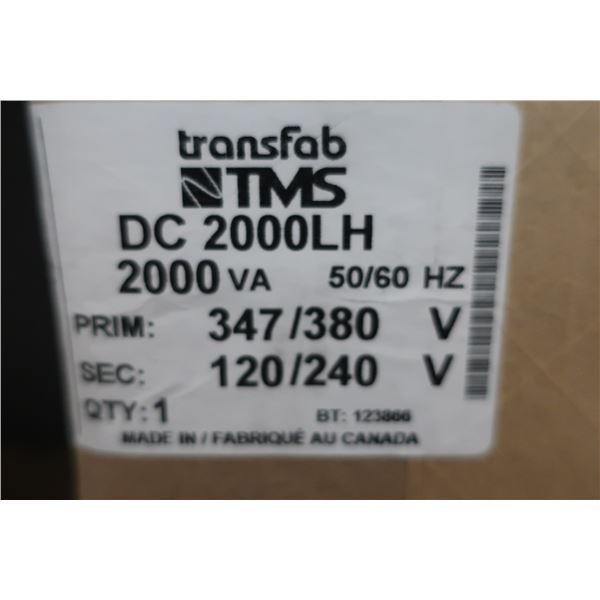 transfab
TMS
DC 2000LH
2000 VA 50/60 HZ
PRIM: 347/380 V
SEC: 120/240 V
QTY: 1 BT: 123866
MADE IN / FABRIQUÉ AU CANADA